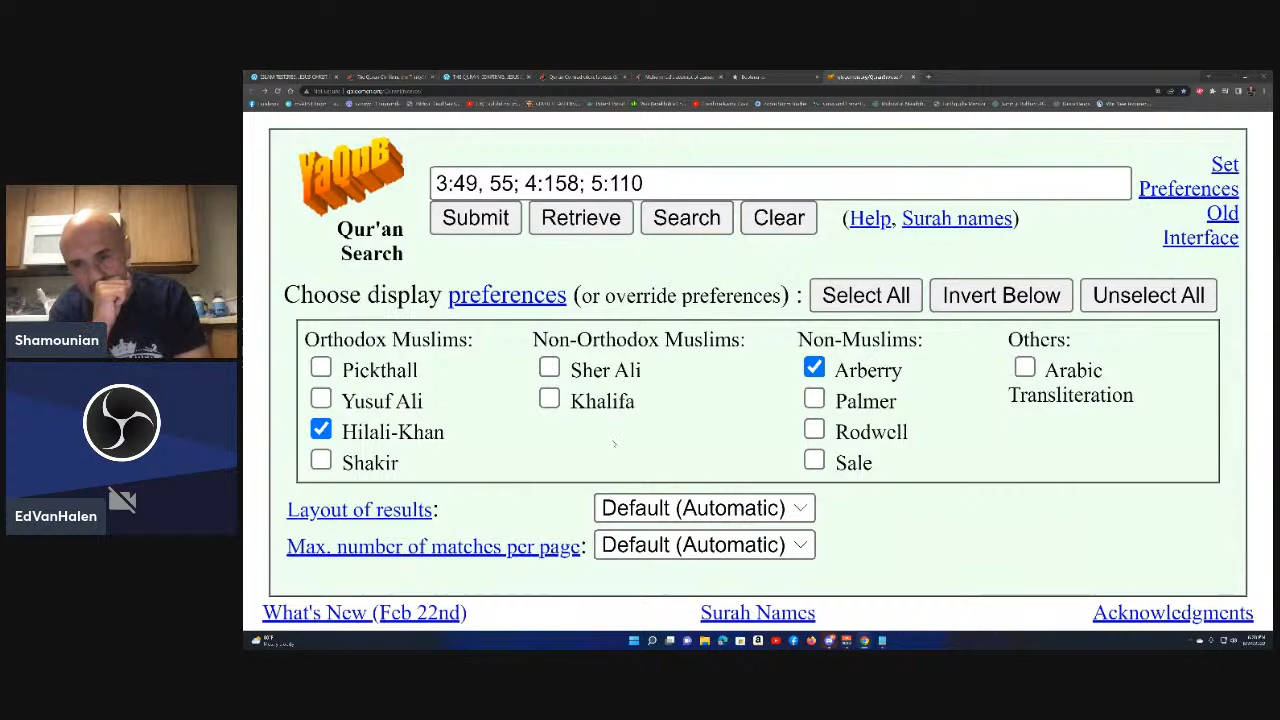 YaQuB
Qur'an
Search
3:49, 55; 4:158; 5:110
Submit
Retrieve
Search
Clear
(Help, Surah names)
Set
Preferences
Old
Interface
Choose display preferences (or override preferences) :
Select All
Invert Below
Unselect All
Orthodox Muslims:
Non-Orthodox Muslims:
Non-Muslims:
Others:
Pickthall
Sher Ali
Arberry
Arabic
Transliteration
Yusuf Ali
Khalifa
Palmer
Hilali-Khan
Rodwell
Shakir
Sale
Layout of results:
Default (Automatic)
Max. number of matches per page:
Default (Automatic)
What's New (Feb 22nd)
Surah Names
Acknowledgments
Shamounian
EdVanHalen